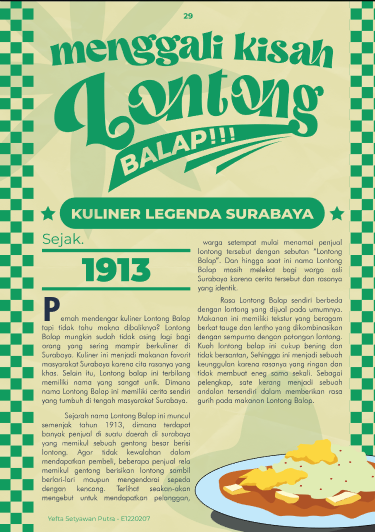 29
menggali kisah
Lontong
BALAP!!!
KULINER LEGENDA SURABAYA
Sejak.
1913
Pernah mendengar kuliner Lontong Balap
tapi tidak tahu makna dibaliknya? Lontong
Balap mungkin sudah tidak asing lagi bagi
orang yang sering mampir berkuliner di
Surabaya. Kuliner ini menjadi makanan favorit
masyarakat Surabaya karena cita rasanya yang
khas. Selain itu, Lontong balap ini terbilang
memiliki nama yang sangat unik. Dimana
nama Lontong Balap ini memiliki cerita sendiri
yang tumbuh di tengah masyarakat Surabaya.
Sejarah nama Lontong Balap ini muncul
semenjak tahun 1913, dimana terdapat
banyak penjual di suatu daerah di surabaya
yang memikul sebuah gentong besar berisi
lontong. Agar tidak kewalahan dalam
mendapatkan pembeli, beberapa penjual rela
memikul gentong berisikan lontong sambil
berlari-lari maupun mengendarai sepeda
dengan kencang. Terlihat seakan-akan
mengebut untuk mendapatkan pelanggan,
warga setempat mulai menamai penjual
lontong tersebut dengan sebutan "Lontong
Balap". Dan hingga saat ini nama Lontong
Balap masih melekat bagi warga asli
Surabaya karena cerita tersebut dan rasanya
yang identik.
Rasa Lontong Balap sendiri berbeda
dengan lontong yang dijual pada umumnya.
Makanan ini memiliki tekstur yang beragam
berkat tauge dan lentho yang dikombinasikan
dengan sempurna dengan potongan lontong.
Kuah lontong balap ini cukup bening dan
tidak bersantan, Sehingga ini menjadi sebuah
keunggulan karena rasanya yang ringan dan
tidak membuat eneg sama sekali. Sebagai
pelengkap, sate kerang menjadi sebuah
andalan tersendiri dalam memberikan rasa
gurih pada makanan Lontong Balap.
Yefta Setyawan Putra - E1220207